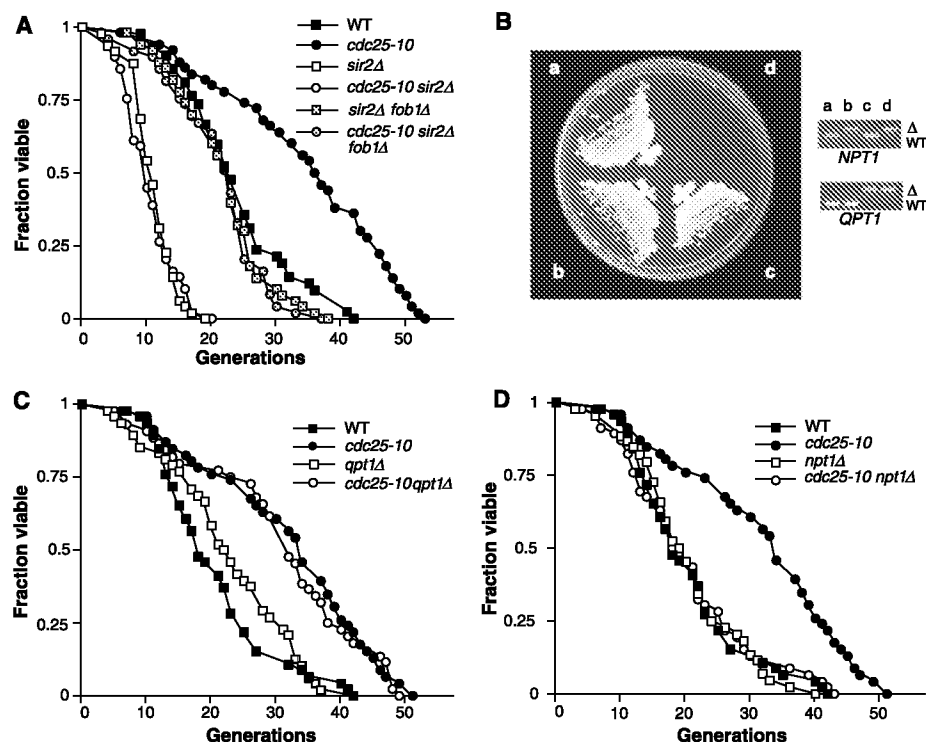 A
1
0.75
0.5
0.25
0
Fraction viable
0
10
20
30
40
50
Generations
WT
cdc25-10
sir2Δ
cdc25-10 sir2Δ
sir2Δ fob1Δ
cdc25-10 sir2Δ
fob1Δ
B
a
d
b
c
a b c d
Δ
WT
NPT1
Δ
WT
QPT1
C
1
0.75
0.5
0.25
0
Fraction viable
0
10
20
30
40
50
Generations
WT
cdc25-10
qpt1Δ
cdc25-10qpt1Δ
D
1
0.75
0.5
0.25
0
Fraction viable
0
10
20
30
40
50
Generations
WT
cdc25-10
npt1Δ
cdc25-10 npt1Δ